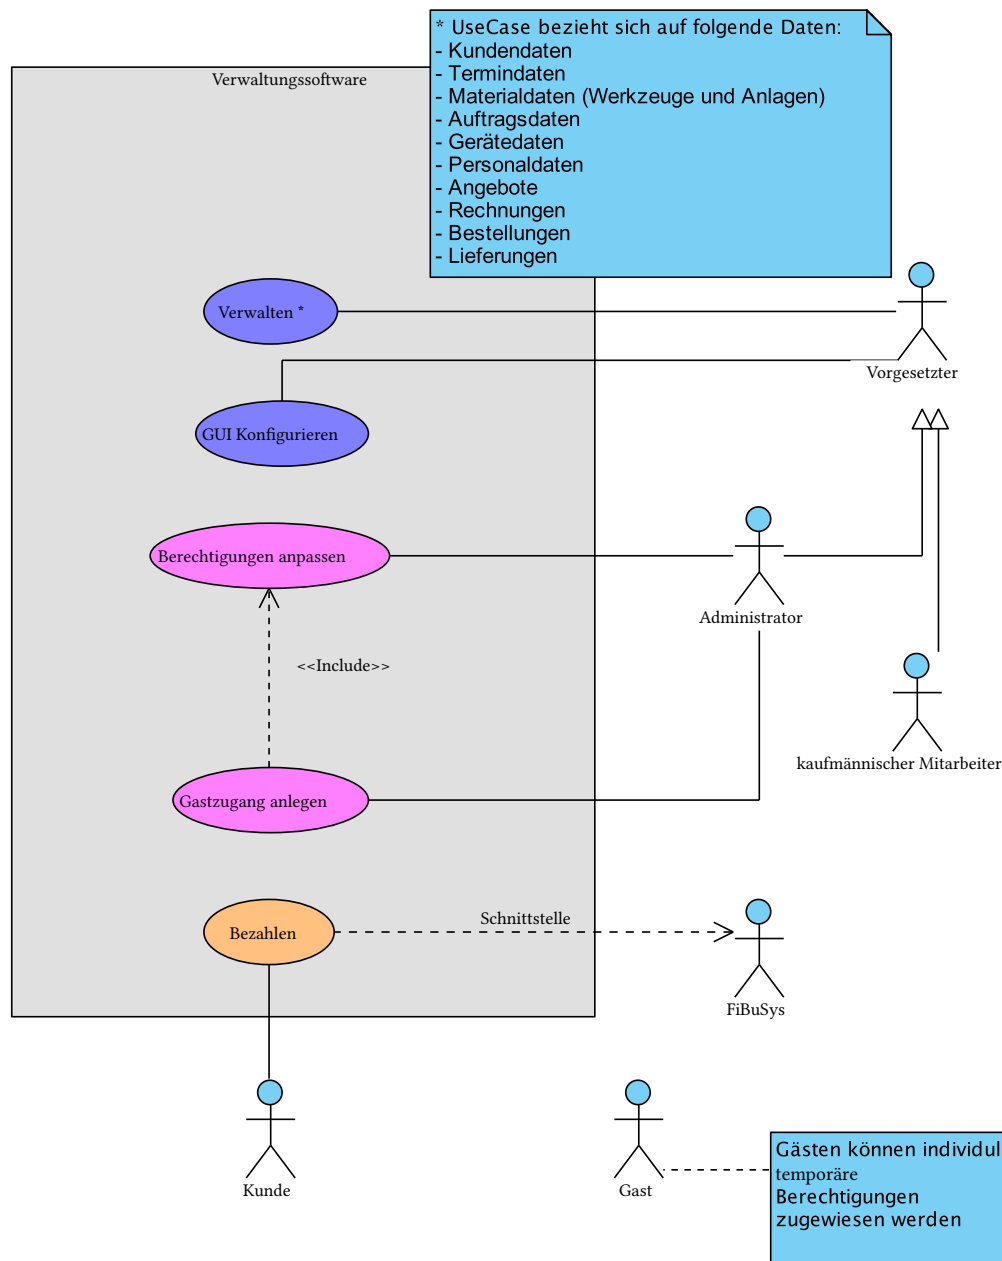 * UseCase bezieht sich auf folgende Daten:
- Kundendaten
- Termindaten
- Materialdaten (Werkzeuge und Anlagen)
- Auftragsdaten
- Gerätedaten
- Personaldaten
- Angebote
- Rechnungen
- Bestellungen
- Lieferungen
Verwaltungssoftware
Verwalten *
Vorgesetzter
GUI Konfigurieren
Berechtigungen anpassen
Administrator
<<Include>>
kaufmännischer Mitarbeiter
Gastzugang anlegen
Schnittstelle
Bezahlen
FiBuSys
Kunde
Gast
Gästen können individul
temporäre
Berechtigungen
zugewiesen werden